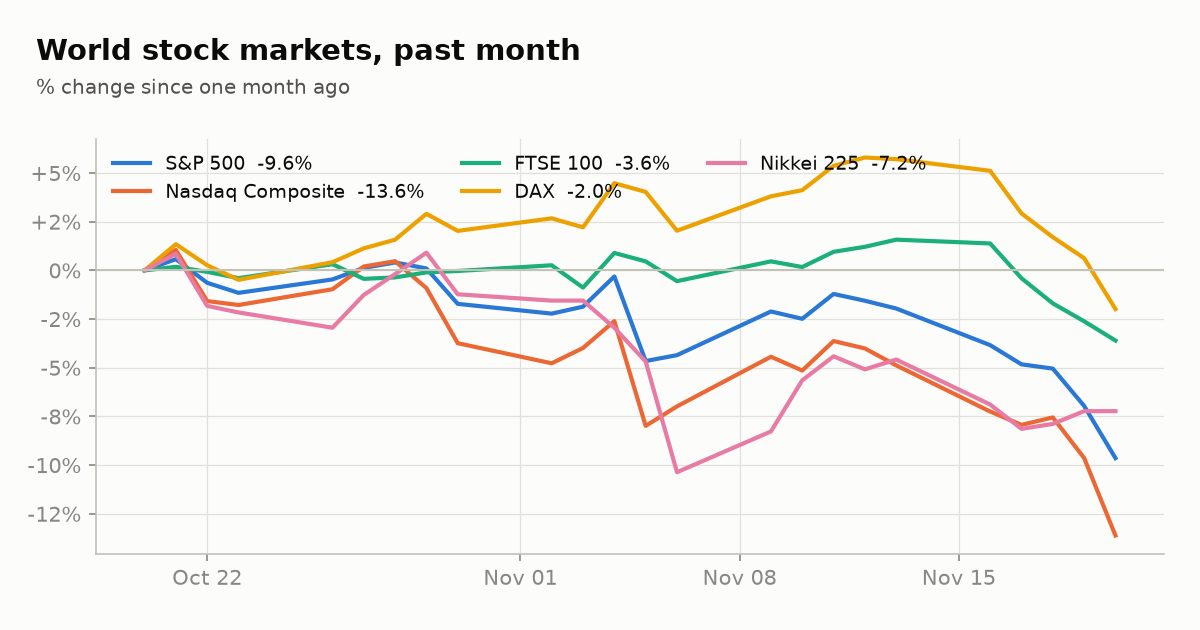 World stock markets, past month
% change since one month ago
S&P 500 -9.6%
Nasdaq Composite -13.6%
FTSE 100 -3.6%
DAX -2.0%
Nikkei 225 -7.2%
+5%
+2%
0%
-2%
-5%
-8%
-10%
-12%
Oct 22
Nov 01
Nov 08
Nov 15